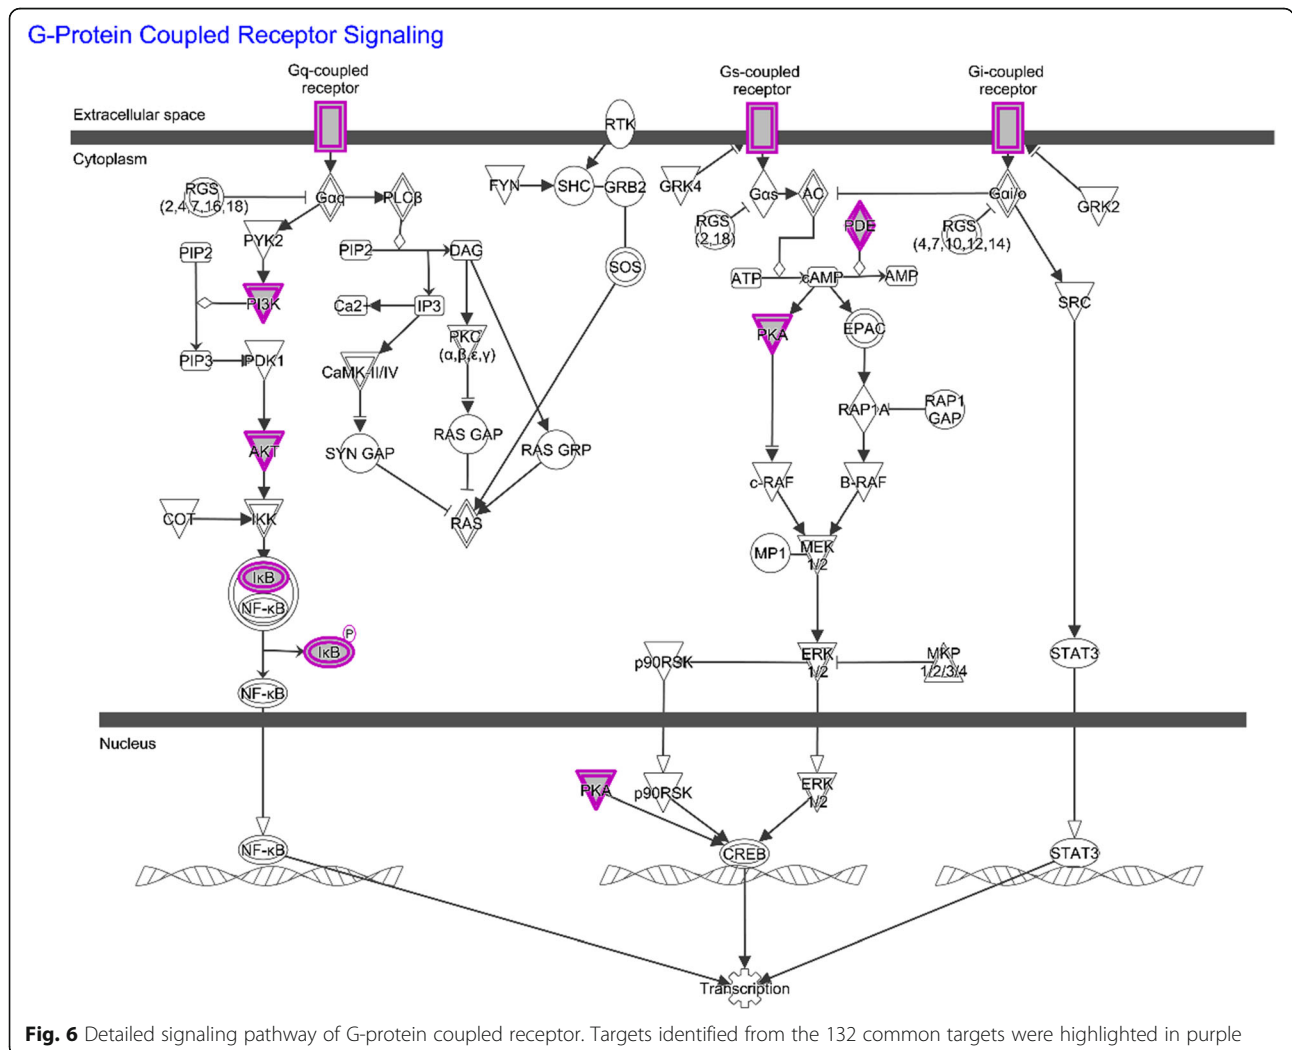 G-Protein Coupled Receptor Signaling
Gq-coupled
receptor
Gs-coupled
receptor
Gi-coupled
receptor
Extracellular space
Cytoplasm
RTK
FYN
SHC
GRB2
GRK4
RGS
(2,4,7,16,18)
Gαq
PLCβ
Gαs
AC
Gαi/o
GRK2
RGS
(2,18)
PDE
RGS
(4,7,10,12,14)
PYK2
PIP2
PIP2
DAG
SOS
ATP
cAMP
AMP
PI3K
Ca2+
IP3
SRC
PKC
(α,β,ε,γ)
PKA
EPAC
PIP3
PDK1
CaMK-II/IV
RAP1A
RAP1
GAP
AKT
SYN GAP
RAS GAP
RAS GRP
c-RAF
B-RAF
COT
IKK
RAS
MP1
MEK
1/2
IκB
NF-κB
P
IκB
p90RSK
ERK
1/2
MKP
1/2/3/4
STAT3
NF-κB
Nucleus
PKA
p90RSK
ERK
1/2
NF-κB
CREB
STAT3
Transcription
Fig. 6 Detailed signaling pathway of G-protein coupled receptor. Targets identified from the 132 common targets were highlighted in purple